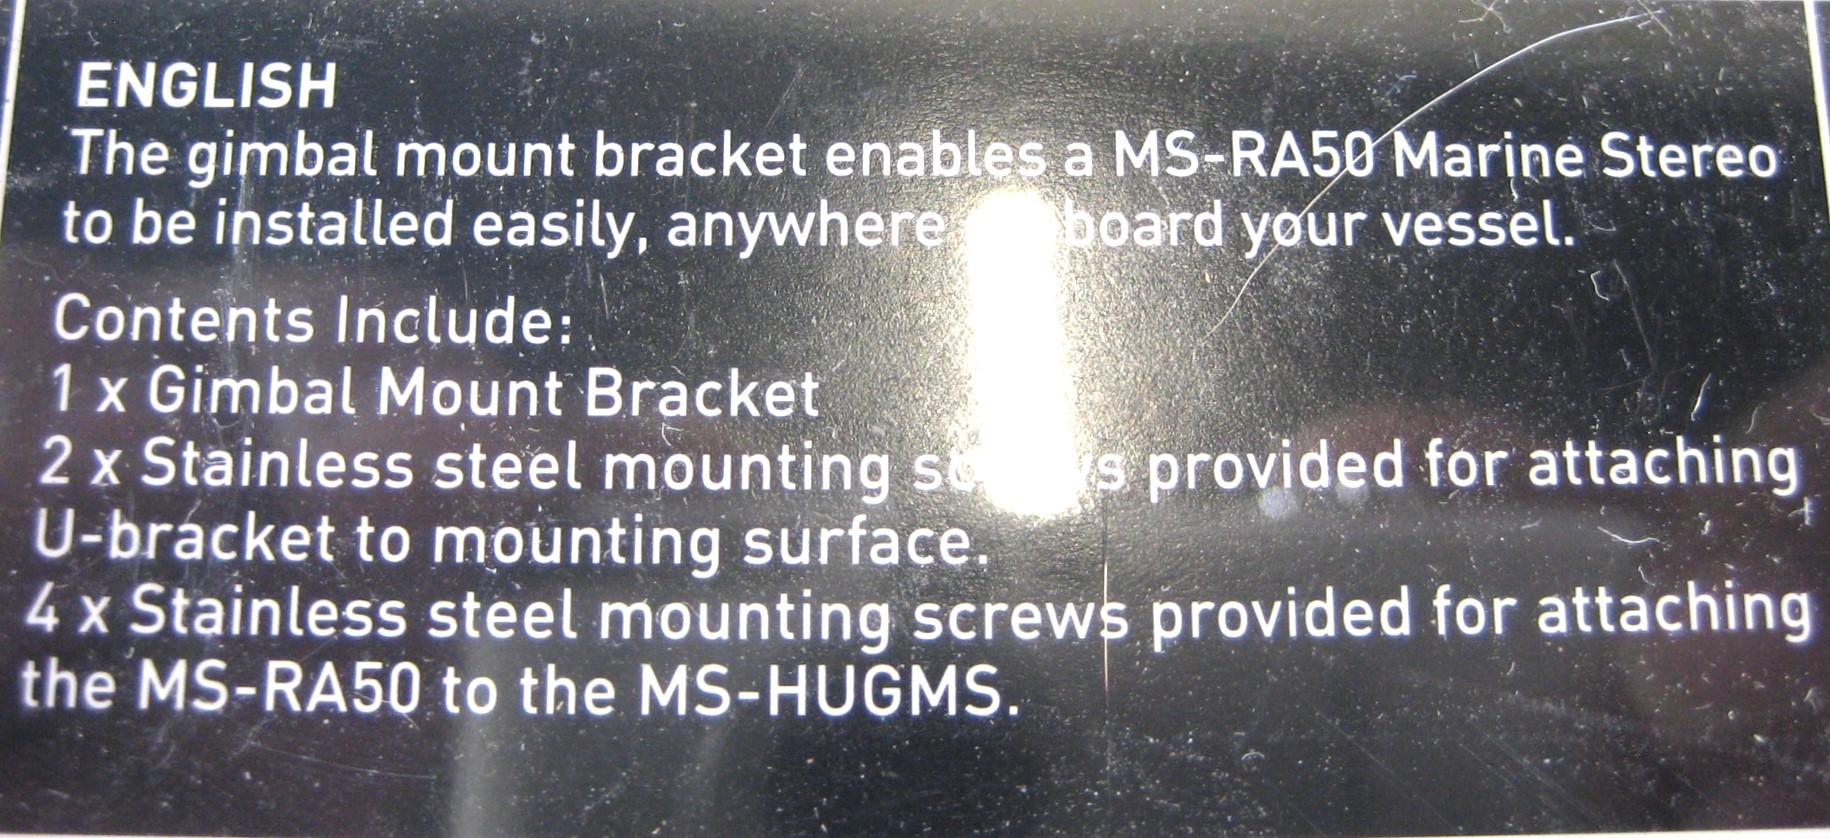 ENGLISH
The gimbal mount bracket enables a MS-RA50 Marine Stereo
to be installed easily, anywhere board your vessel.
Contents Include:
1 x Gimbal Mount Bracket
2 x Stainless steel mounting provided for attaching
U-bracket to mounting surface.
4 x Stainless steel mounting screws provided for attaching
the MS-RA50 to the MS-HUGMS.